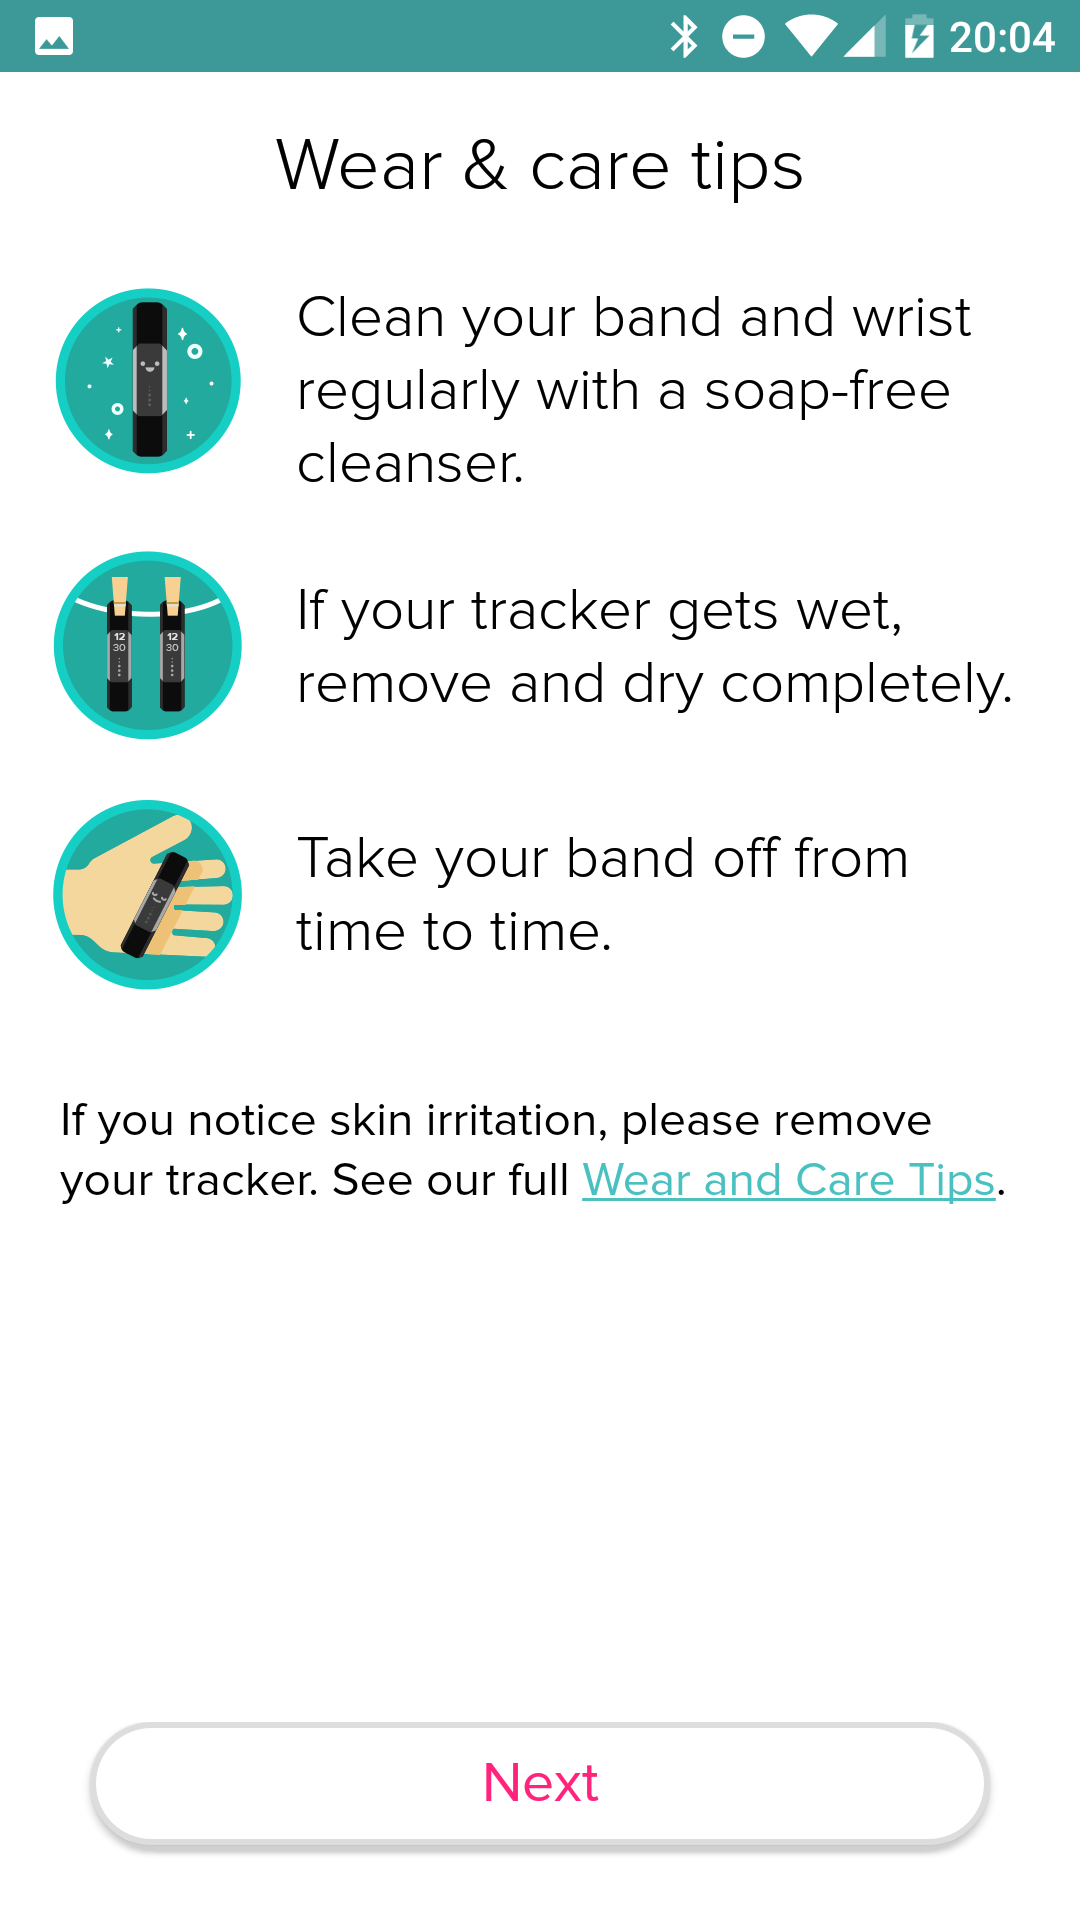 20:04
Wear & care tips
Clean your band and wrist
regularly with a soap-free
cleanser.
12
30
12
30
If your tracker gets wet,
remove and dry completely.
Take your band off from
time to time.
If you notice skin irritation, please remove
your tracker. See our full Wear and Care Tips.
Next